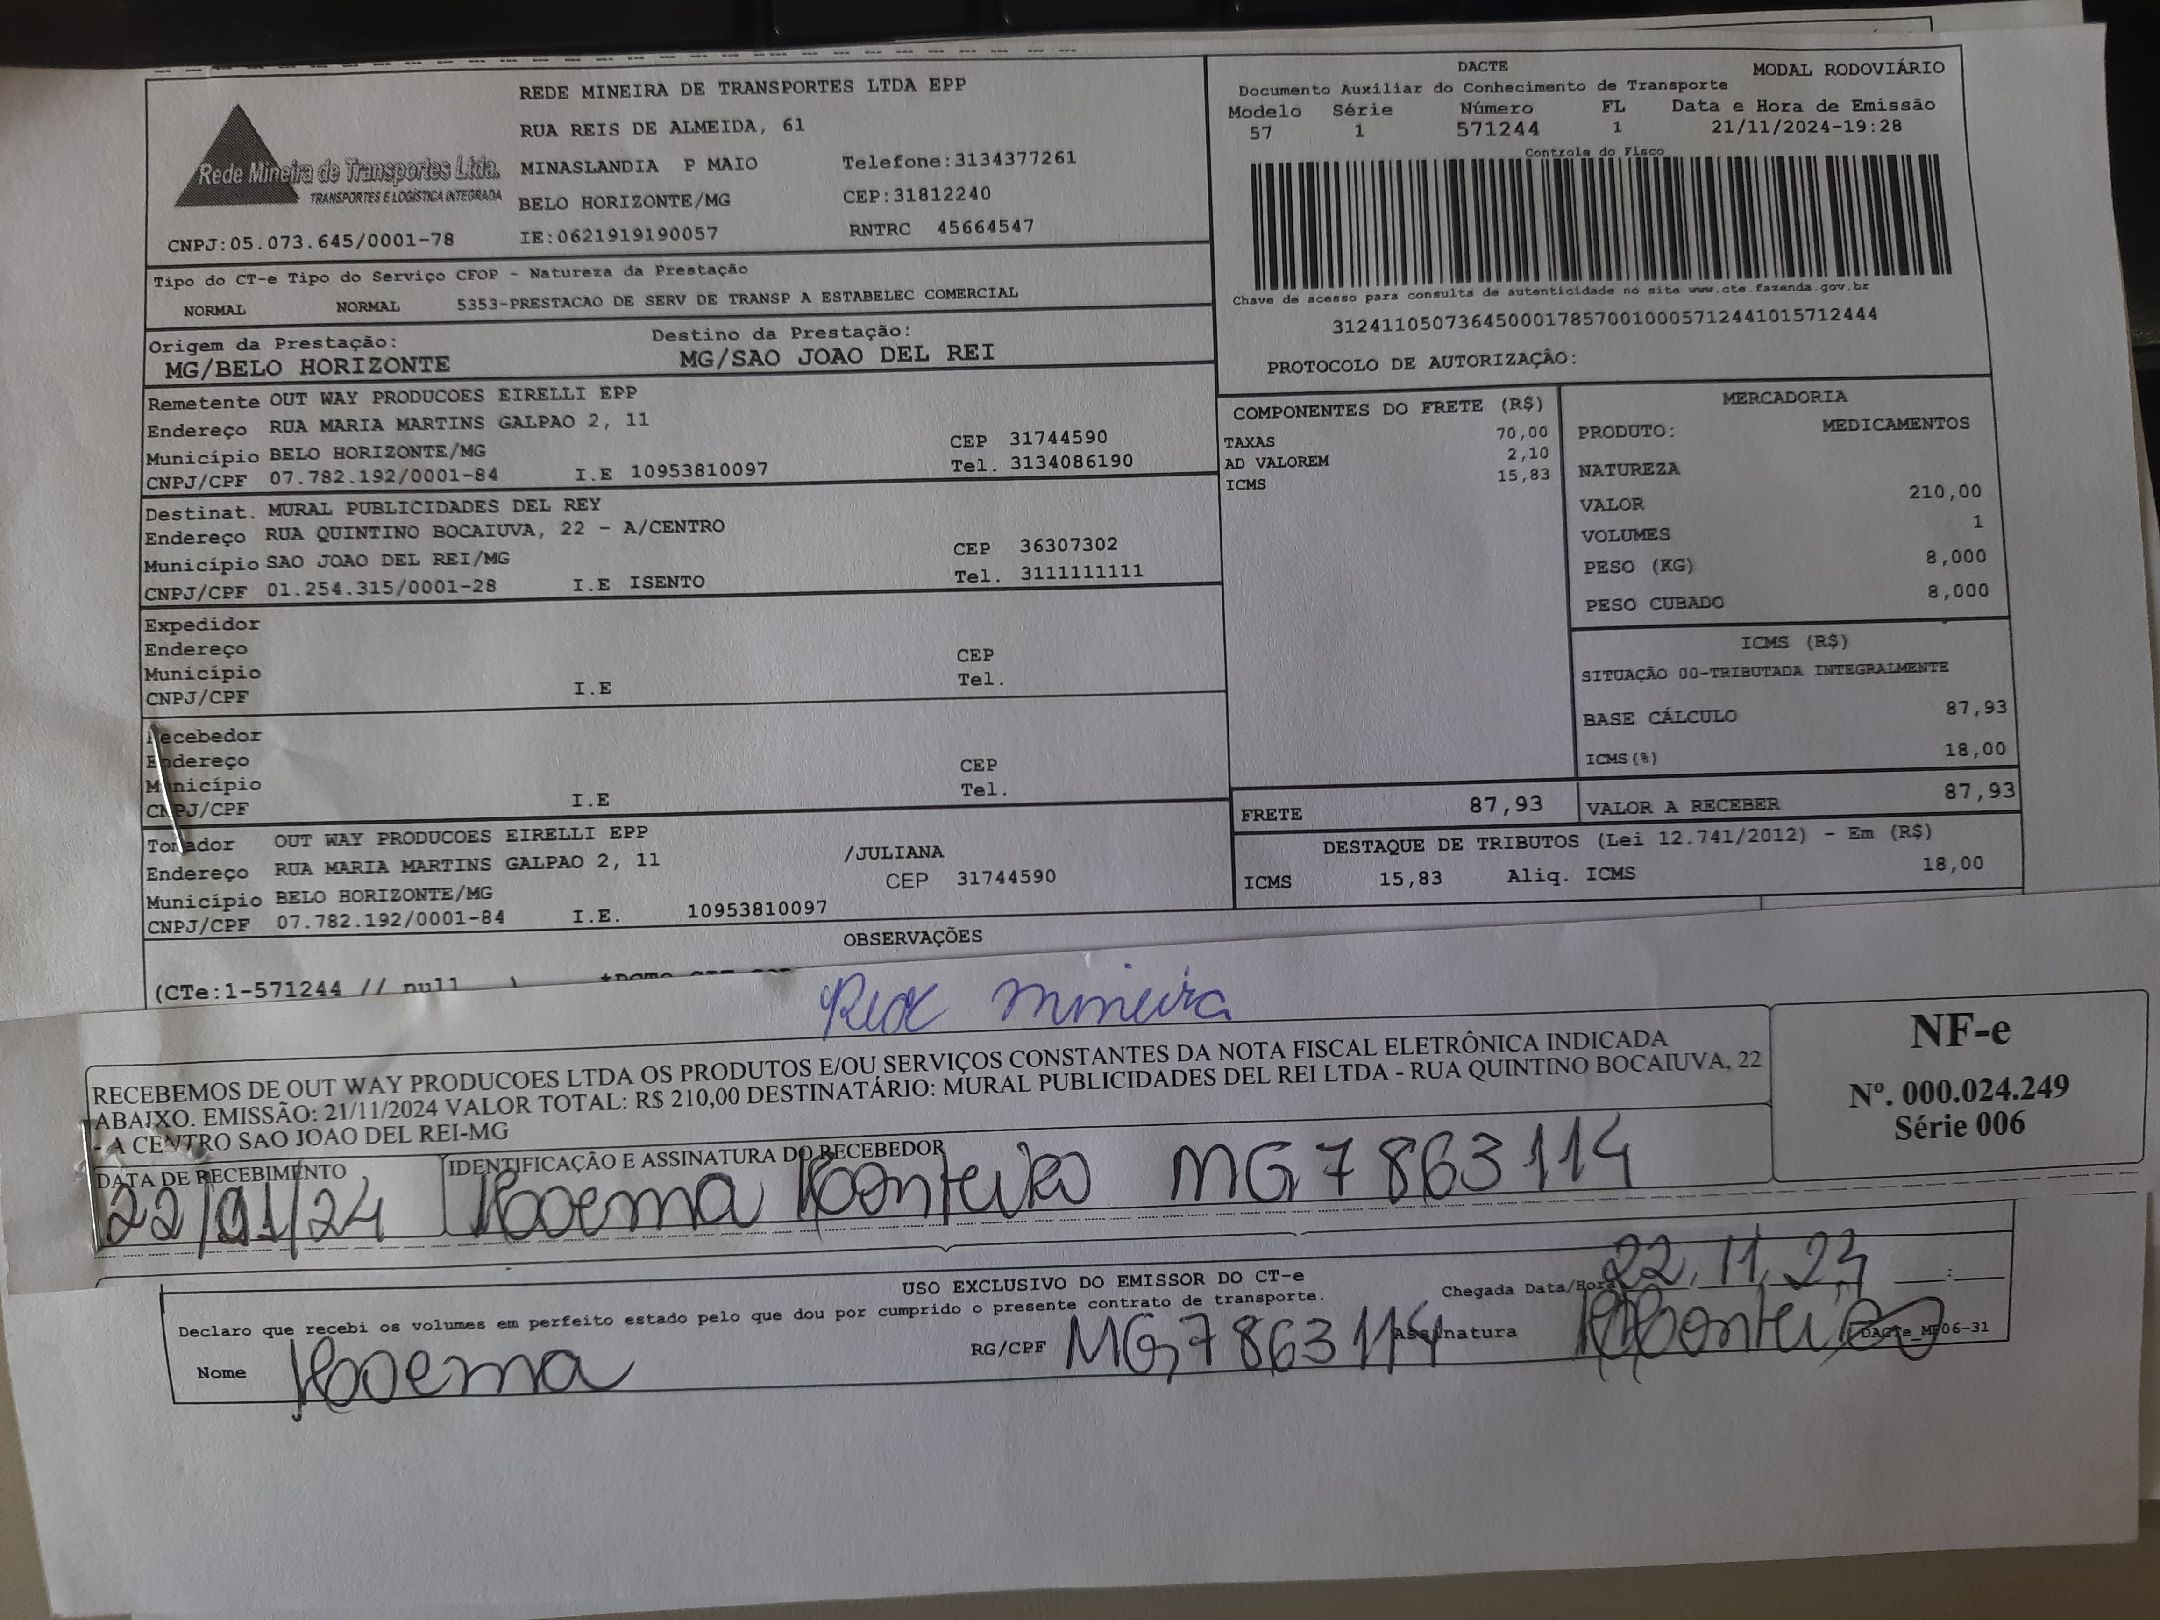 REDE MINEIRA DE TRANSPORTES LTDA EPP
RUA REIS DE ALMEIDA, 61
MINASLANDIA P MAIO Telefone:3134377261
BELO HORIZONTE/MG CEP:31812240
IE:0621919190057 RNTRC 45664547
Rede Mineira de Transportes Ltda.
TRANSPORTES E LOGÍSTICA INTEGRADA
CNPJ:05.073.645/0001-78
DACTE MODAL RODOVIÁRIO
Documento Auxiliar do Conhecimento de Transporte
Modelo Série Número FL Data e Hora de Emissão
57 1 571244 1 21/11/2024-19:28
Controle do Fisco
Chave de acesso para consulta de autenticidade no site www.cte.fazenda.gov.br
31241105073645000178570010005712441015712444
PROTOCOLO DE AUTORIZAÇÃO:
Tipo do CT-e Tipo do Serviço CFOP - Natureza da Prestação
NORMAL NORMAL 5353-PRESTACAO DE SERV DE TRANSP A ESTABELEC COMERCIAL
Origem da Prestação: Destino da Prestação:
MG/BELO HORIZONTE MG/SAO JOAO DEL REI
Remetente OUT WAY PRODUCOES EIRELLI EPP
Endereço RUA MARIA MARTINS GALPAO 2, 11
Município BELO HORIZONTE/MG CEP 31744590
CNPJ/CPF 07.782.192/0001-84 I.E 10953810097 Tel. 3134086190
Destinat. MURAL PUBLICIDADES DEL REY
Endereço RUA QUINTINO BOCAIUVA, 22 - A/CENTRO
Município SAO JOAO DEL REI/MG CEP 36307302
CNPJ/CPF 01.254.315/0001-28 I.E ISENTO Tel. 3111111111
Expedidor
Endereço
Município CEP
CNPJ/CPF I.E Tel.
Recebedor
Endereço
Município CEP
CNPJ/CPF I.E Tel.
Tomador OUT WAY PRODUCOES EIRELLI EPP
Endereço RUA MARIA MARTINS GALPAO 2, 11 /JULIANA
Município BELO HORIZONTE/MG CEP 31744590
CNPJ/CPF 07.782.192/0001-84 I.E. 10953810097
COMPONENTES DO FRETE (R$)
TAXAS 70,00
AD VALOREM 2,10
ICMS 15,83
MERCADORIA
PRODUTO: MEDICAMENTOS
NATUREZA
VALOR 210,00
VOLUMES 1
PESO (KG) 8,000
PESO CUBADO 8,000
ICMS (R$)
SITUAÇÃO 00-TRIBUTADA INTEGRALMENTE
BASE CÁLCULO 87,93
ICMS(%) 18,00
FRETE 87,93 VALOR A RECEBER 87,93
DESTAQUE DE TRIBUTOS (Lei 12.741/2012) - Em (R$)
ICMS 15,83 Aliq. ICMS 18,00
OBSERVAÇÕES
(CTe:1-571244 // null )
Rede Mineira
RECEBEMOS DE OUT WAY PRODUCOES LTDA OS PRODUTOS E/OU SERVIÇOS CONSTANTES DA NOTA FISCAL ELETRÔNICA INDICADA
ABAIXO. EMISSÃO: 21/11/2024 VALOR TOTAL: R$ 210,00 DESTINATÁRIO: MURAL PUBLICIDADES DEL REI LTDA - RUA QUINTINO BOCAIUVA, 22
- A CENTRO SAO JOAO DEL REI-MG
DATA DE RECEBIMENTO IDENTIFICAÇÃO E ASSINATURA DO RECEBEDOR
22/01/24 Monteiro MG7863114
NF-e
Nº. 000.024.249
Série 006
USO EXCLUSIVO DO EMISSOR DO CT-e
Declaro que recebi os volumes em perfeito estado pelo que dou por cumprido o presente contrato de transporte.
Chegada Data/Hora 22.11.24 __:__
Nome RG/CPF MG7863114 Assinatura Monteiro
DACTe_MP06-31